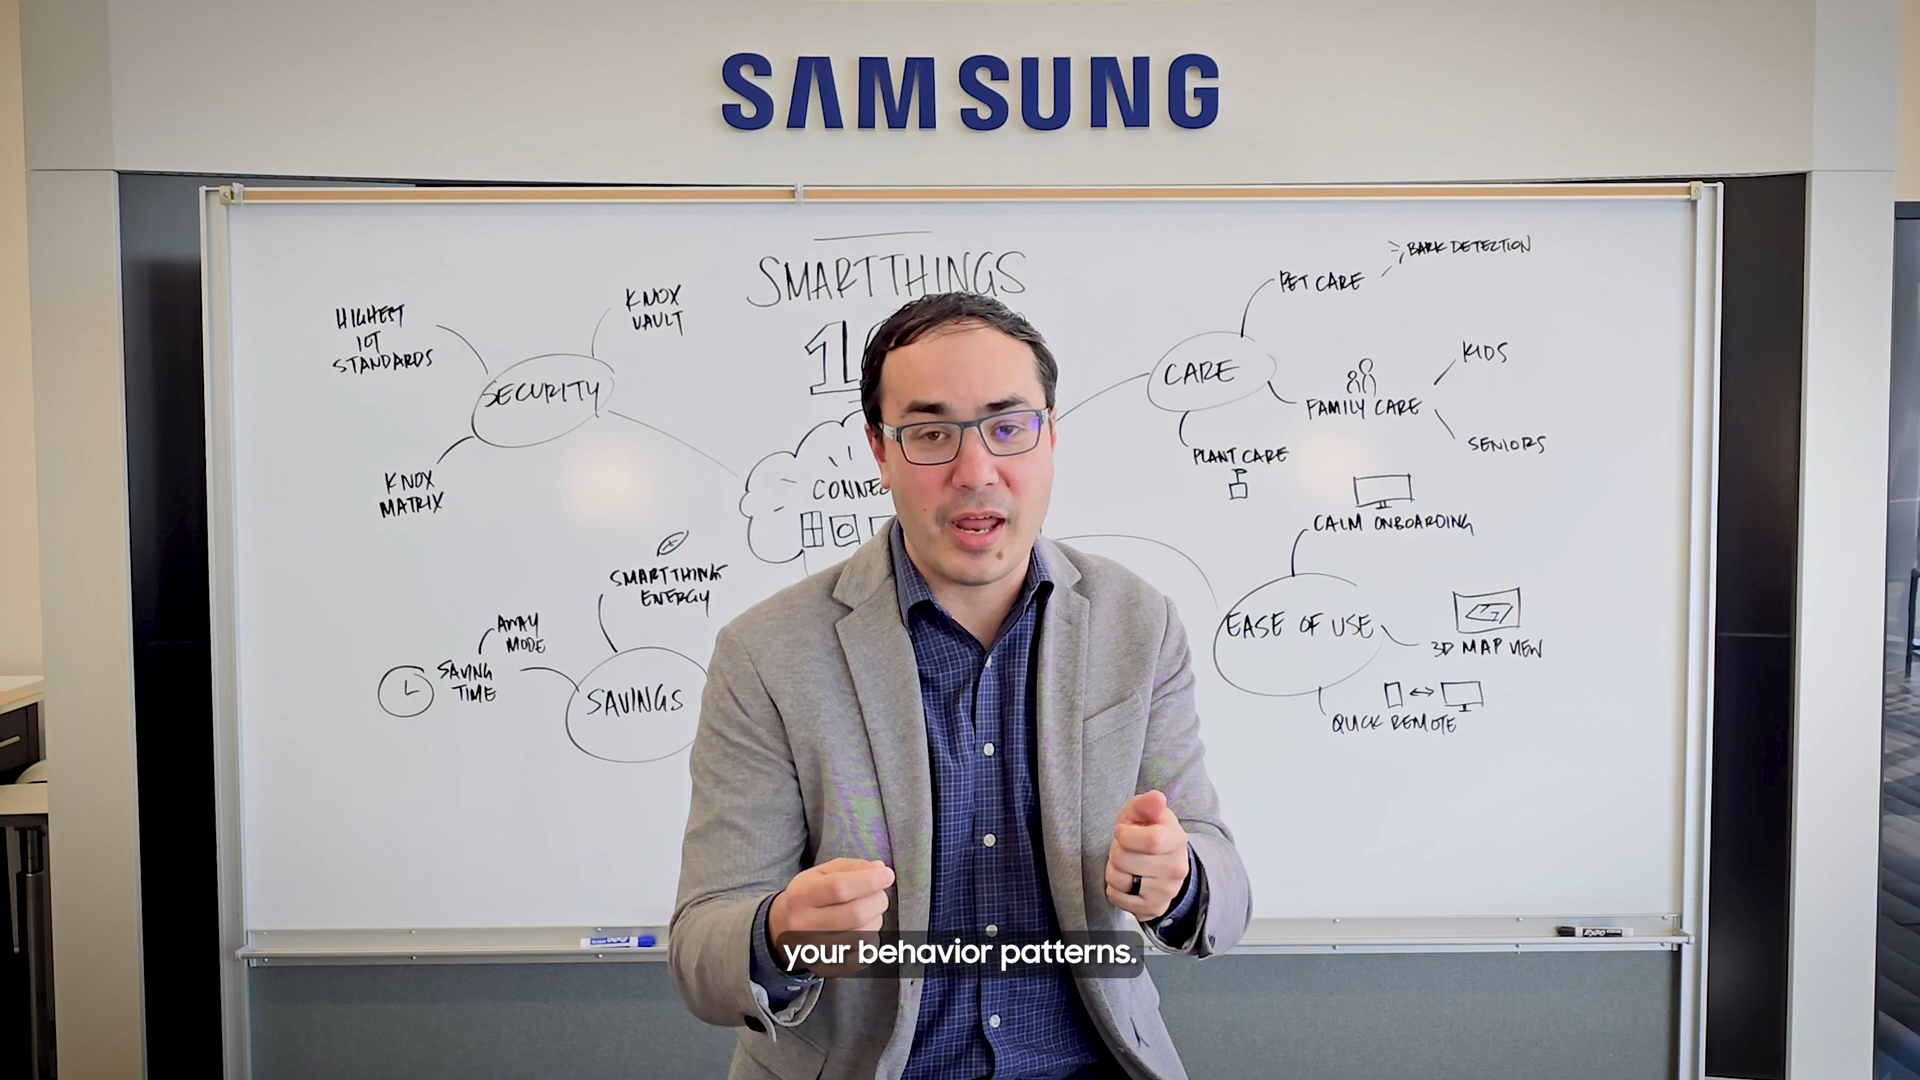 SAMSUNG
SMARTTHINGS
HIGHEST
IOT
STANDARDS
KNOX
VAULT
SECURITY
KNOX
MATRIX
SMARTTHINGS
ENERGY
AWAY
MODE
SAVING
TIME
SAVINGS
PET CARE
BARK DETECTION
CARE
KIDS
FAMILY CARE
SENIORS
PLANT CARE
CALM ONBOARDING
EASE OF USE
3D MAP VIEW
QUICK REMOTE
your behavior patterns.